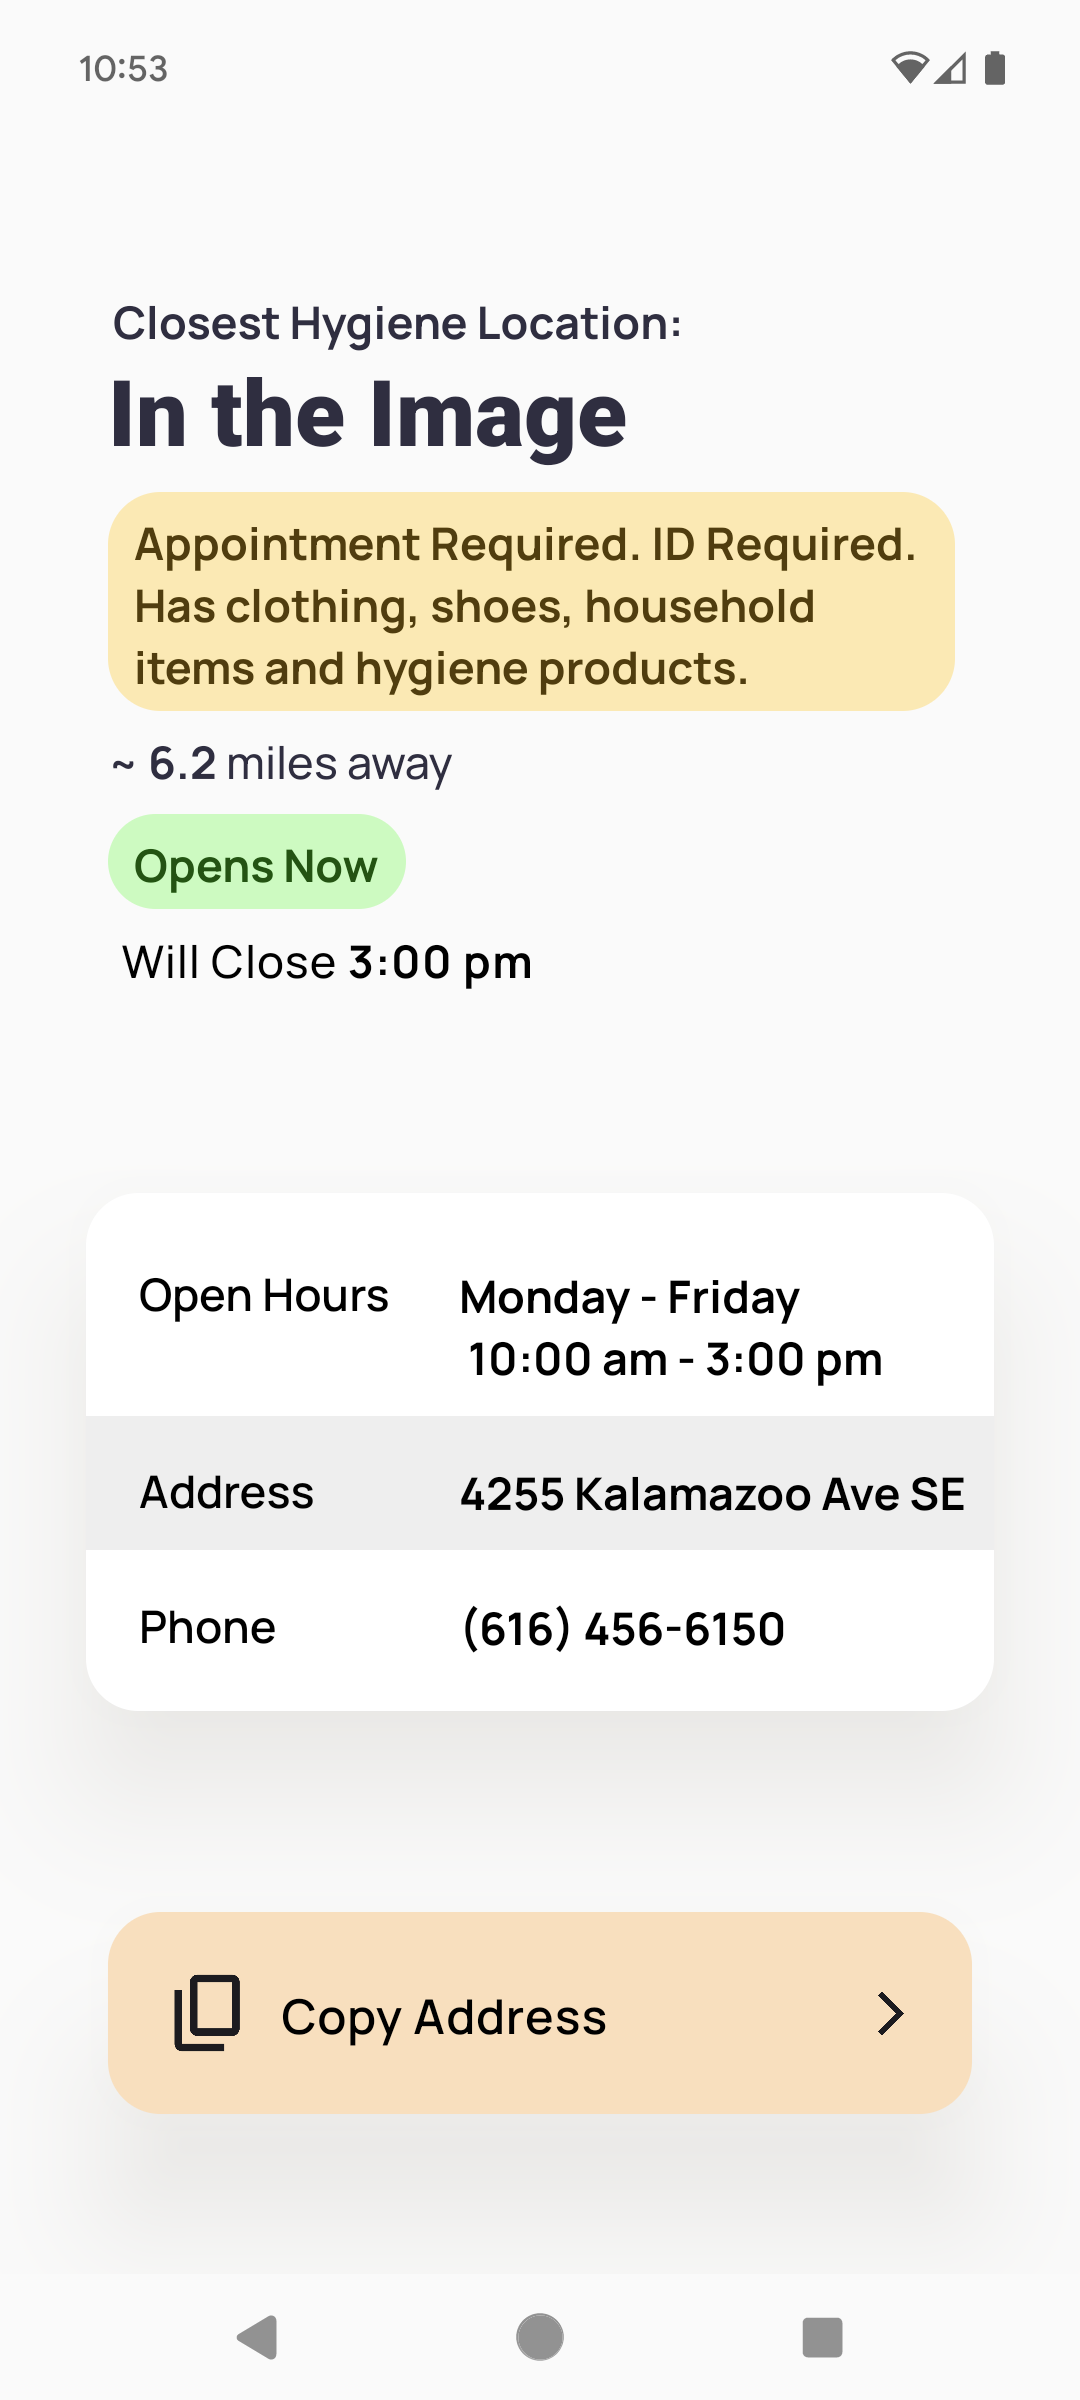 10:53
Closest Hygiene Location:
In the Image
Appointment Required. ID Required.
Has clothing, shoes, household
items and hygiene products.
~ 6.2 miles away
Opens Now
Will Close 3:00 pm
Open Hours
Monday - Friday
10:00 am - 3:00 pm
Address
4255 Kalamazoo Ave SE
Phone
(616) 456-6150
Copy Address